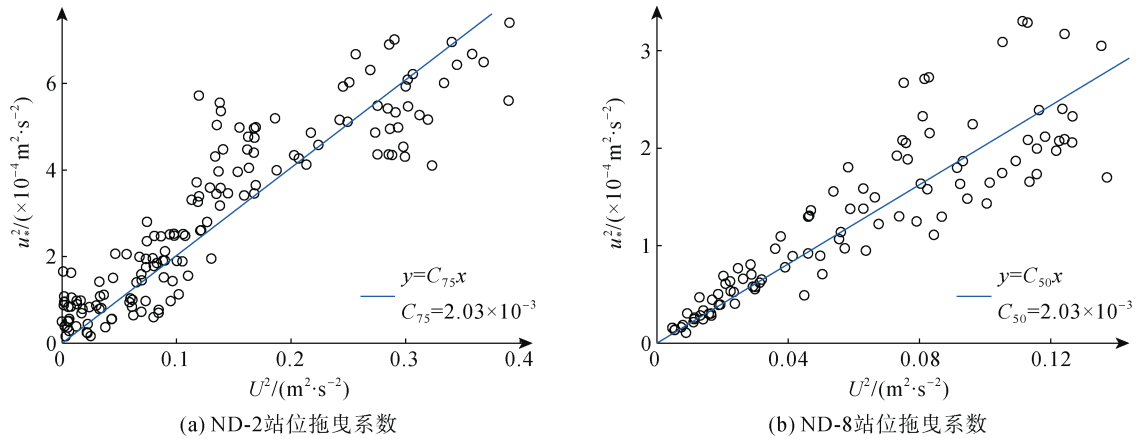 6
4
2
0
0
0.1
0.2
0.3
0.4
u*²/(×10⁻⁴ m²·s⁻²)
U²/(m²·s⁻²)
y=C₇₅x
C₇₅=2.03×10⁻³
(a) ND-2站位拖曳系数
3
2
1
0
0
0.04
0.08
0.12
u*²/(×10⁻⁴ m²·s⁻²)
U²/(m²·s⁻²)
y=C₅₀x
C₅₀=2.03×10⁻³
(b) ND-8站位拖曳系数